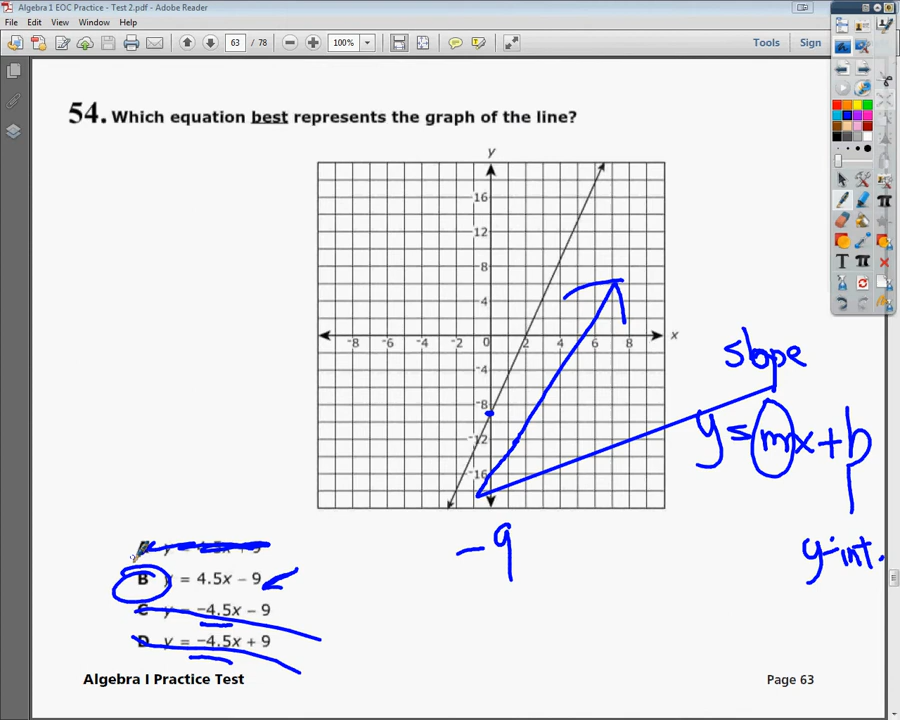 Algebra 1 EOC Practice - Test 2.pdf - Adobe Reader
File Edit View Window Help
63 / 78 100% Tools Sign
54. Which equation best represents the graph of the line?
y
16
12
8
4
-8 -6 -4 -2 0 2 4 6 8 x
-4
-8
-12
-16
slope
y = mx + b
y-int.
-9
A y = 4.5x + 9
B y = 4.5x − 9
C y = −4.5x − 9
D y = −4.5x + 9
Algebra I Practice Test Page 63